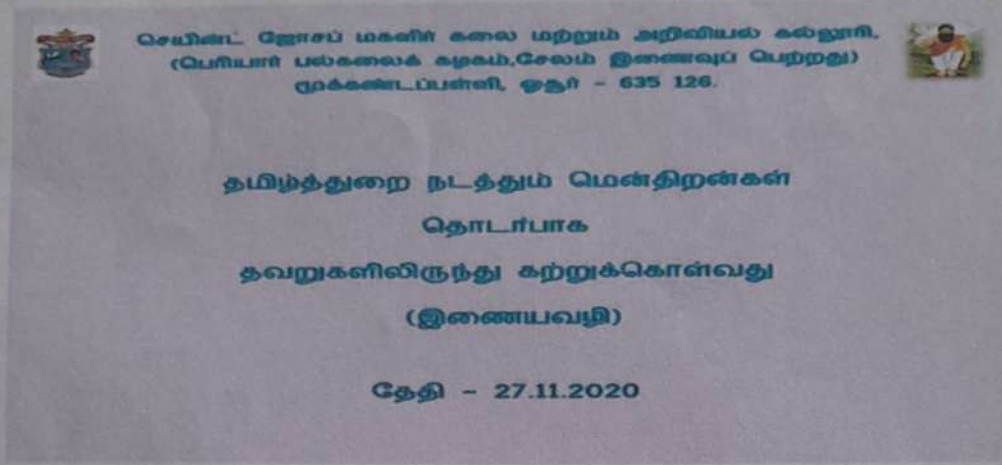 செயின்ட் ஜோசப் மகளிர் கலை மற்றும் அறிவியல் கல்லூரி,
(பெரியார் பல்கலைக் கழகம்,சேலம் இணைவுப் பெற்றது)
மூக்கண்டப்பள்ளி, ஓசூர் - 635 126.
தமிழ்த்துறை நடத்தும் மென்திறன்கள்
தொடர்பாக
தவறுகளிலிருந்து கற்றுக்கொள்வது
(இணையவழி)
தேதி - 27.11.2020